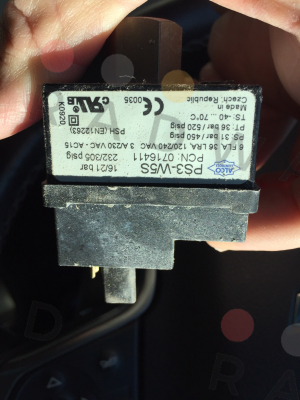 ALCO
PS3-W5S 16/21 bar
PCN: 0716411 232/305 psig
6 FLA, 36 LRA, 120/240 VAC 3 A/230 VAC - AC15
PS: 31 bar/450 psig PSH (EN12263)
PT: 36 bar / 520 psig
TS: -40 ... 70°C
Made in
Czech. Republic 0035 K0920